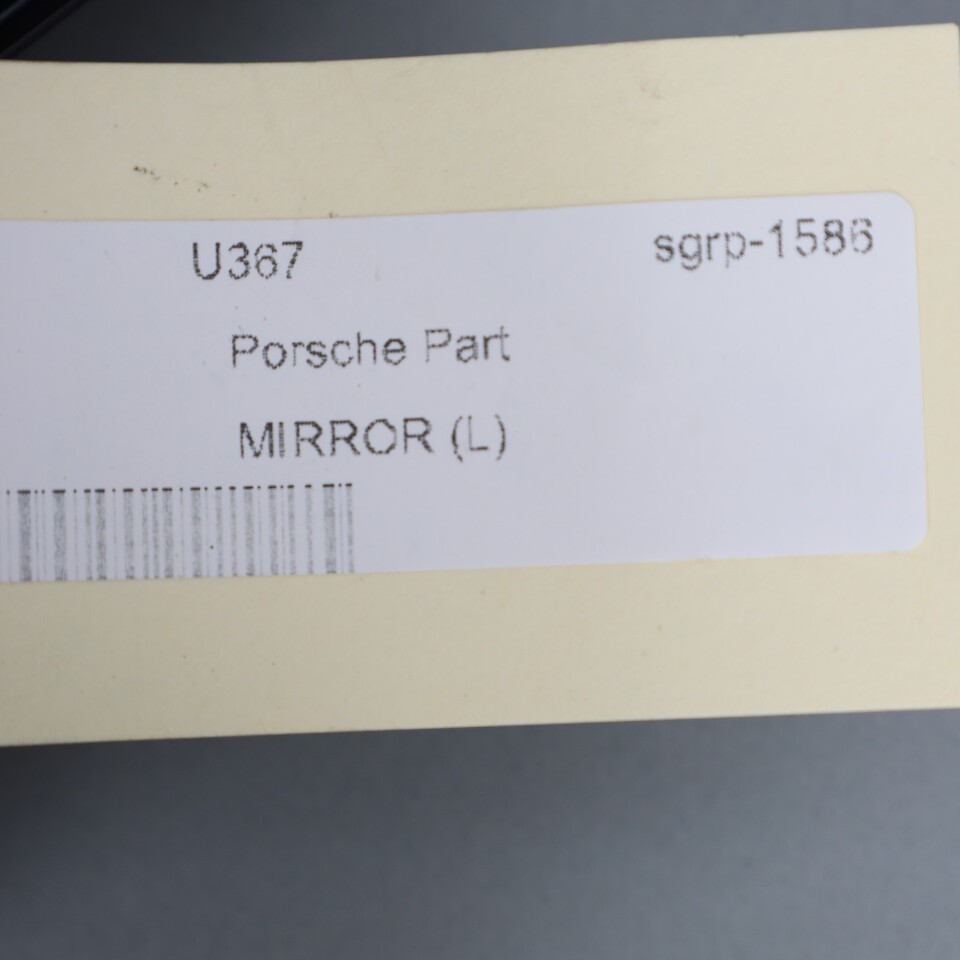 U367 sgrp-1586
Porsche Part
MIRROR (L)